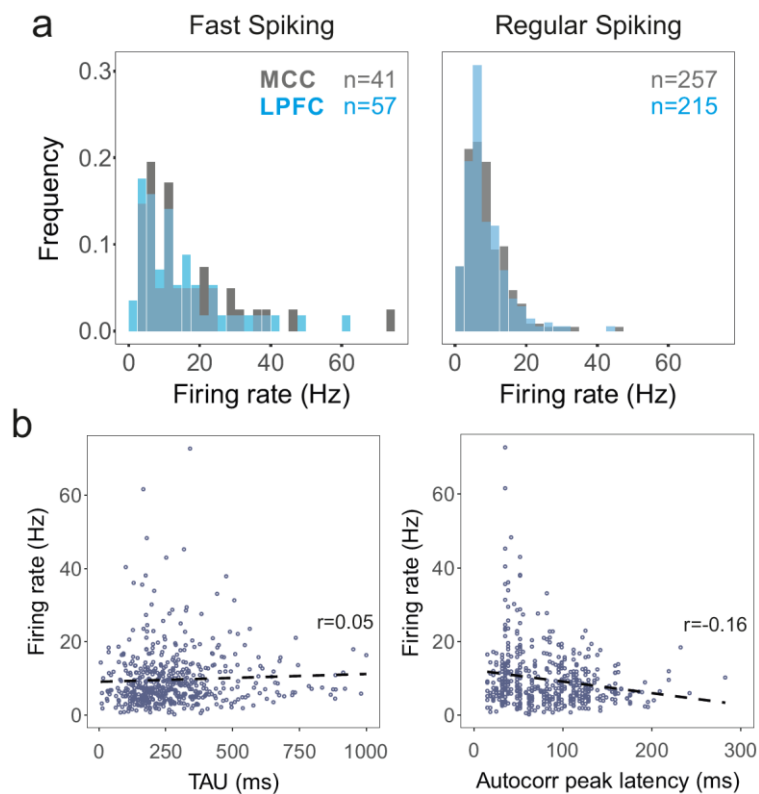 a
Fast Spiking
Regular Spiking
MCC n=41
LPFC n=57
n=257
n=215
Frequency
0.3
0.2
0.1
0.0
0 20 40 60
Firing rate (Hz)
0 20 40 60
Firing rate (Hz)
b
Firing rate (Hz)
60
40
20
0
r=0.05
0 250 500 750 1000
TAU (ms)
Firing rate (Hz)
60
40
20
0
r=-0.16
0 100 200 300
Autocorr peak latency (ms)